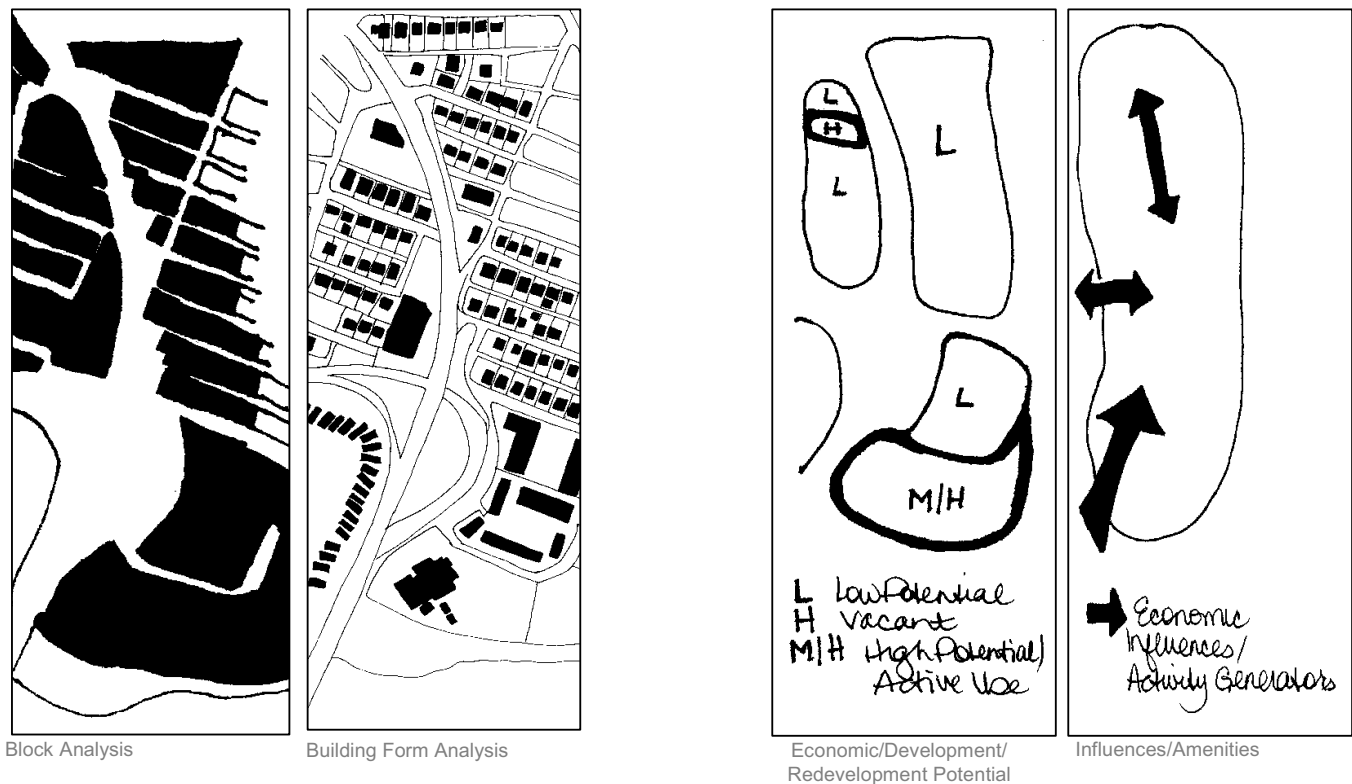 L
H
L
L
L
M/H
L Low Potential
H Vacant
M/H High Potential/
Active Use
Economic
Influences/
Activity Generators
Block Analysis
Building Form Analysis
Economic/Development/
Redevelopment Potential
Influences/Amenities